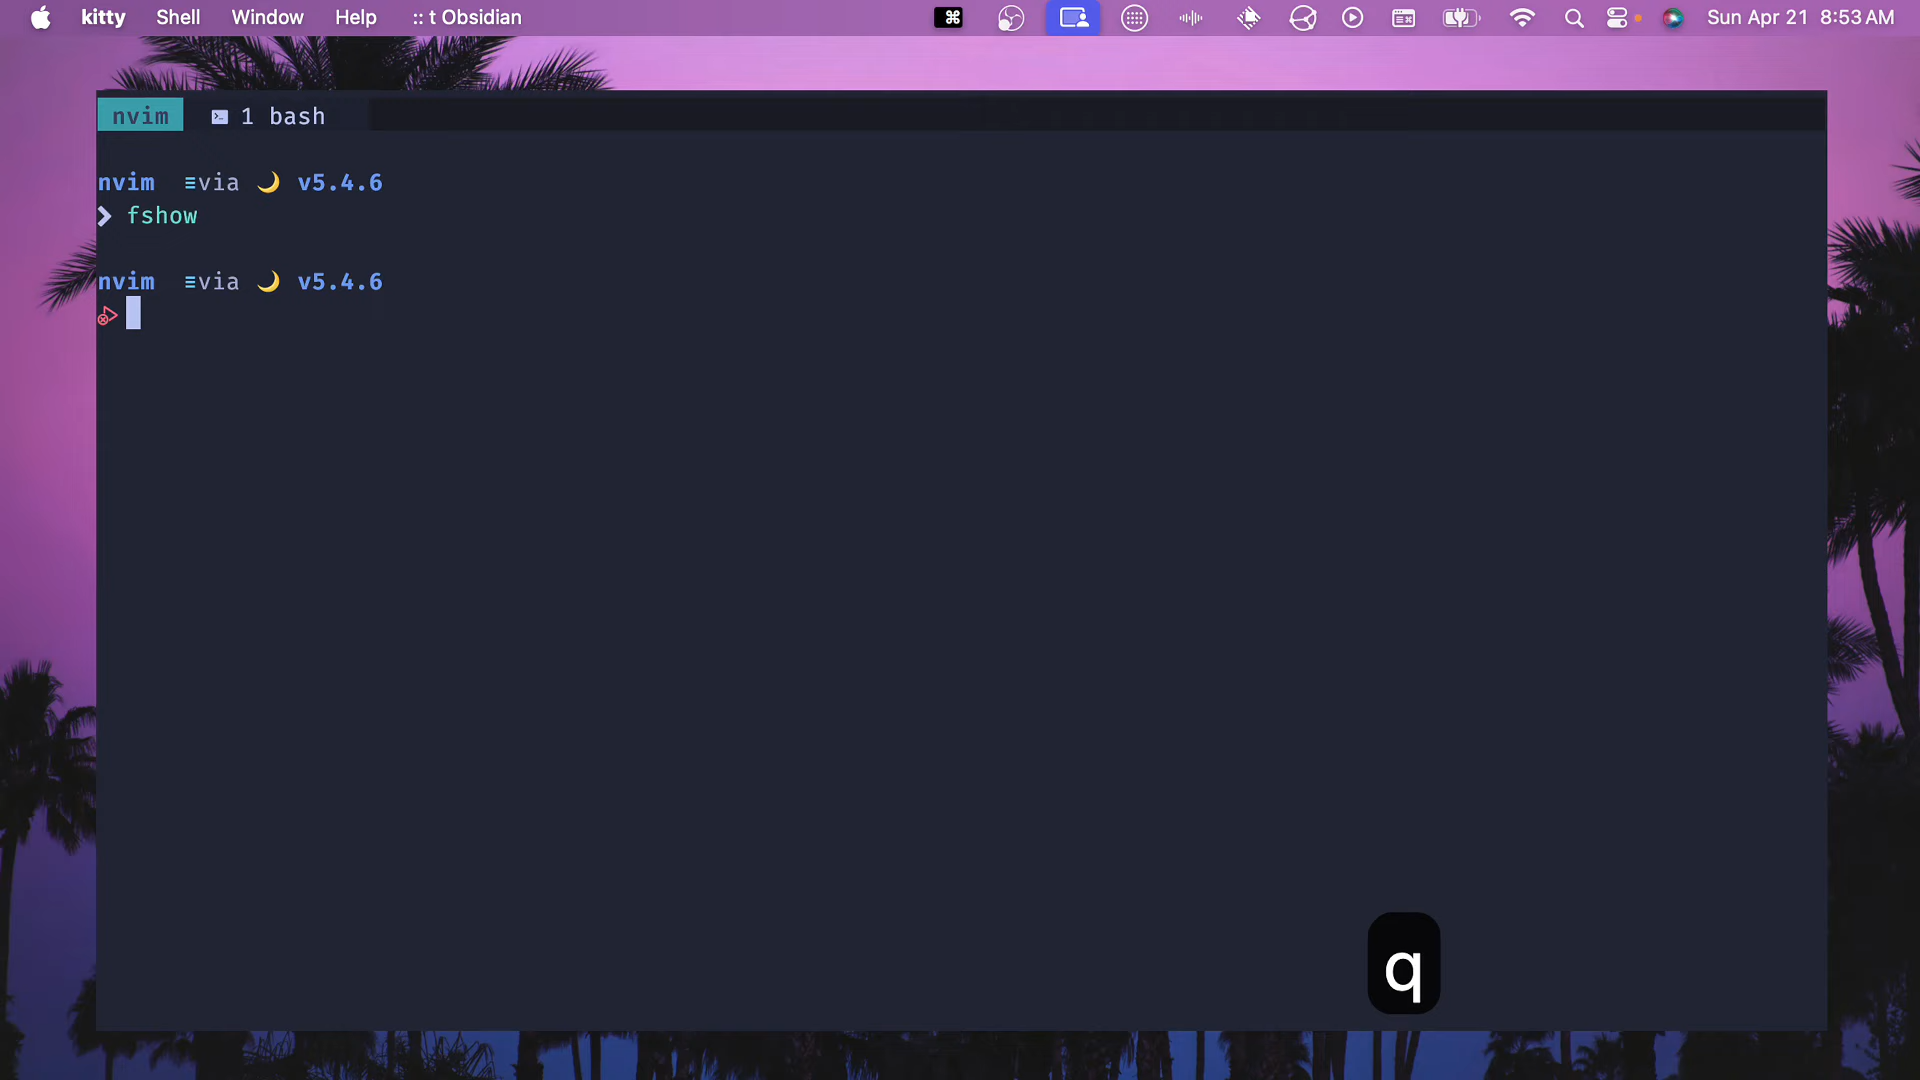 kitty Shell Window Help :: t Obsidian Sun Apr 21 8:53 AM
nvim 1 bash
nvim via 🌙 v5.4.6
❯ fshow
nvim via 🌙 v5.4.6
q